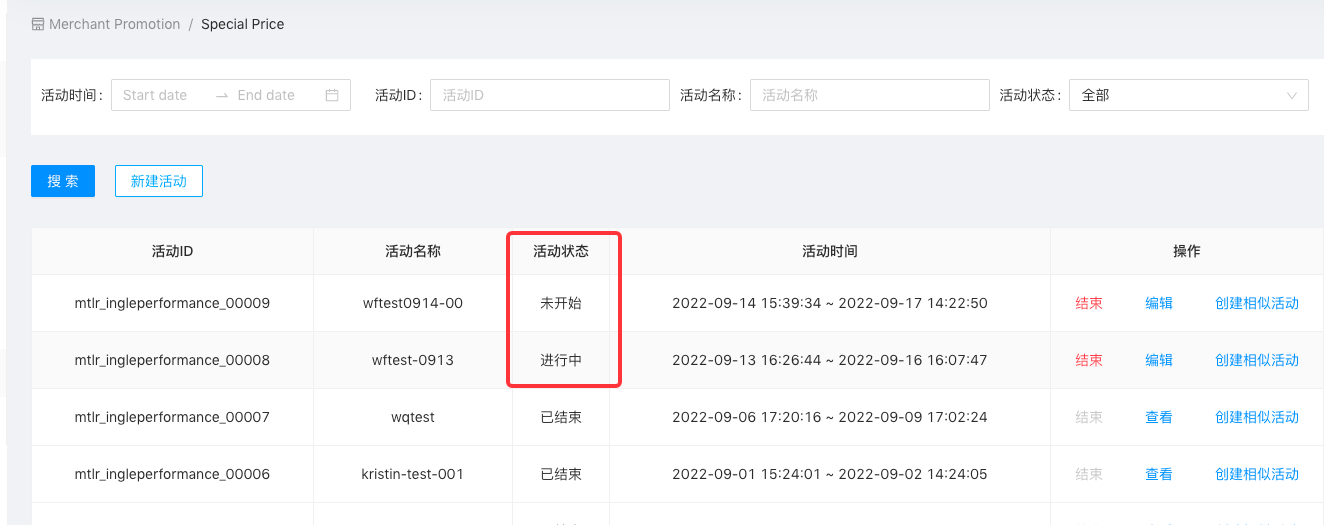 Merchant Promotion / Special Price
活动时间: Start date → End date 活动ID: 活动ID 活动名称: 活动名称 活动状态: 全部
搜 索 新建活动
活动ID 活动名称 活动状态 活动时间 操作
mtlr_ingleperformance_00009 wftest0914-00 未开始 2022-09-14 15:39:34 ~ 2022-09-17 14:22:50 结束 编辑 创建相似活动
mtlr_ingleperformance_00008 wftest-0913 进行中 2022-09-13 16:26:44 ~ 2022-09-16 16:07:47 结束 编辑 创建相似活动
mtlr_ingleperformance_00007 wqtest 已结束 2022-09-06 17:20:16 ~ 2022-09-09 17:02:24 结束 查看 创建相似活动
mtlr_ingleperformance_00006 kristin-test-001 已结束 2022-09-01 15:24:01 ~ 2022-09-02 14:24:05 结束 查看 创建相似活动